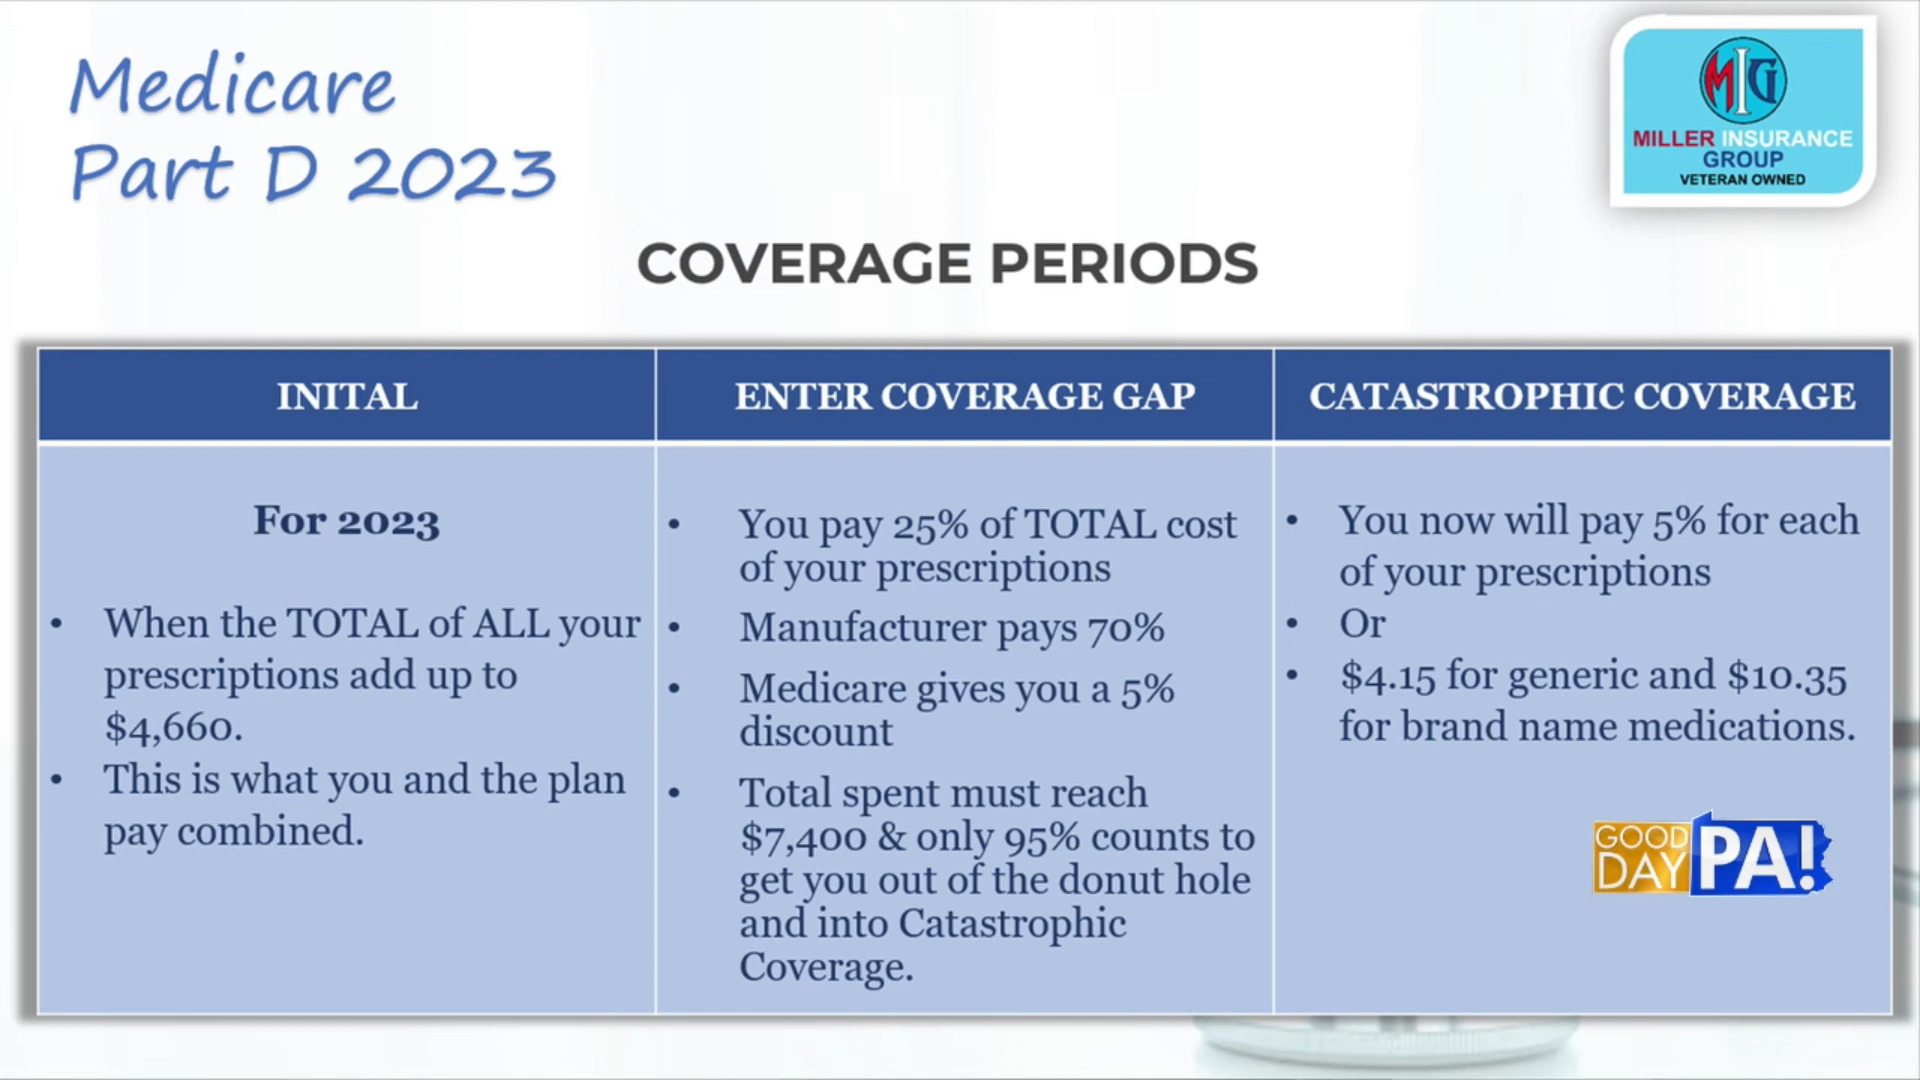 Medicare
Part D 2023
MIG
MILLER INSURANCE
GROUP
VETERAN OWNED
COVERAGE PERIODS
INITAL
For 2023
• When the TOTAL of ALL your
prescriptions add up to
$4,660.
• This is what you and the plan
pay combined.
ENTER COVERAGE GAP
• You pay 25% of TOTAL cost
of your prescriptions
• Manufacturer pays 70%
• Medicare gives you a 5%
discount
• Total spent must reach
$7,400 & only 95% counts to
get you out of the donut hole
and into Catastrophic
Coverage.
CATASTROPHIC COVERAGE
• You now will pay 5% for each
of your prescriptions
• Or
• $4.15 for generic and $10.35
for brand name medications.
GOOD
DAY
PA!